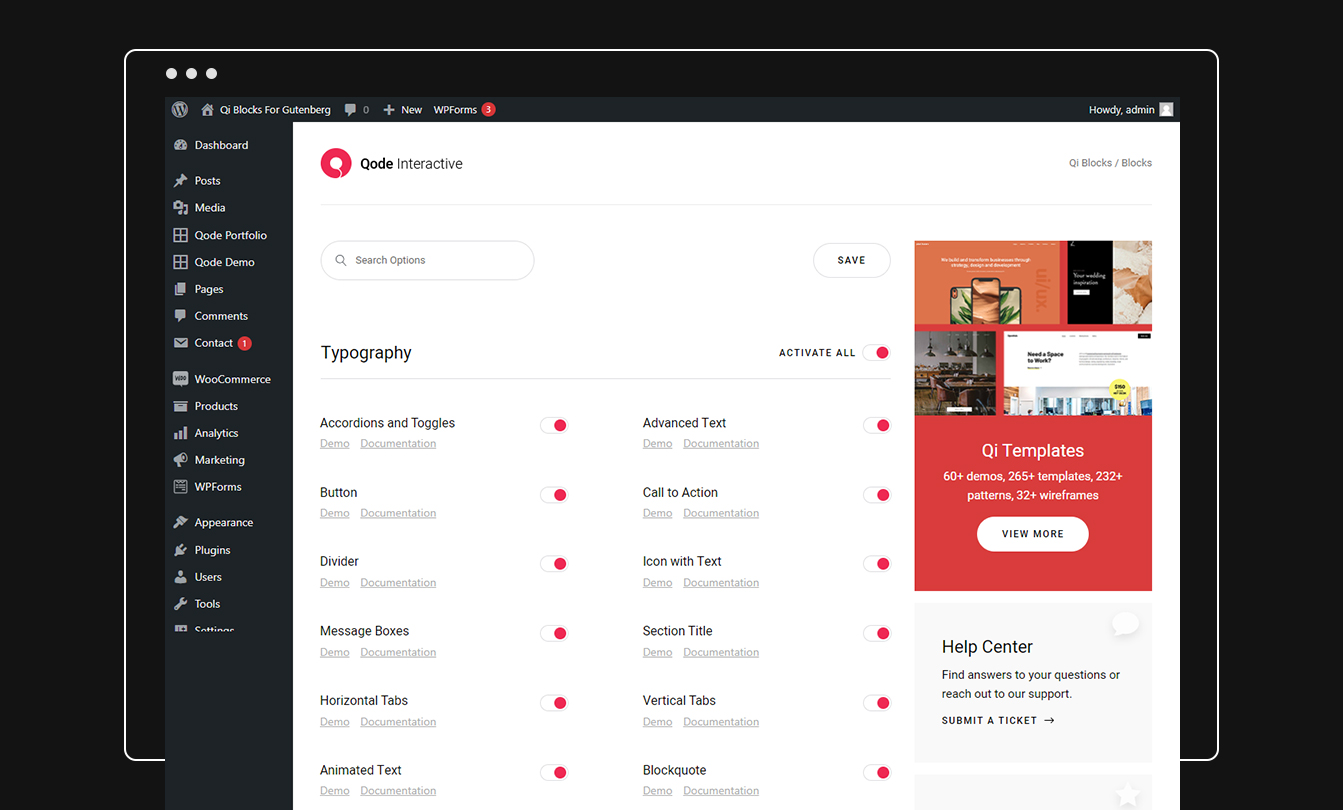 Qi Blocks For Gutenberg 0 New WPForms 3 Howdy, admin
Dashboard
Posts
Media
Qode Portfolio
Qode Demo
Pages
Comments
Contact 1
WooCommerce
Products
Analytics
Marketing
WPForms
Appearance
Plugins
Users
Tools
Settings
Qode Interactive
Qi Blocks / Blocks
Search Options
SAVE
Typography
ACTIVATE ALL
Accordions and Toggles
Demo Documentation
Advanced Text
Demo Documentation
Button
Demo Documentation
Call to Action
Demo Documentation
Divider
Demo Documentation
Icon with Text
Demo Documentation
Message Boxes
Demo Documentation
Section Title
Demo Documentation
Horizontal Tabs
Demo Documentation
Vertical Tabs
Demo Documentation
Animated Text
Demo Documentation
Blockquote
Demo Documentation
We build and transform businesses through
strategy, design and development
ui/ux.
Your wedding
inspiration
Need a Space
to Work?
$150
Qi Templates
60+ demos, 265+ templates, 232+
patterns, 32+ wireframes
VIEW MORE
Help Center
Find answers to your questions or
reach out to our support.
SUBMIT A TICKET